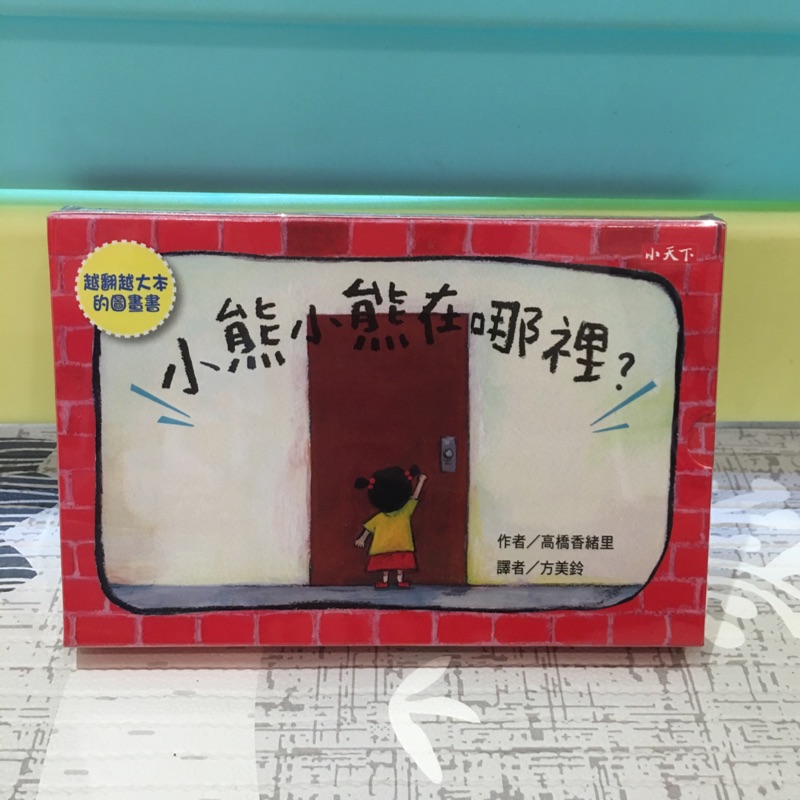 小天下
越翻越大本
的圖畫書
小熊小熊在哪裡?
作者／高橋香緒里
譯者／方美鈴